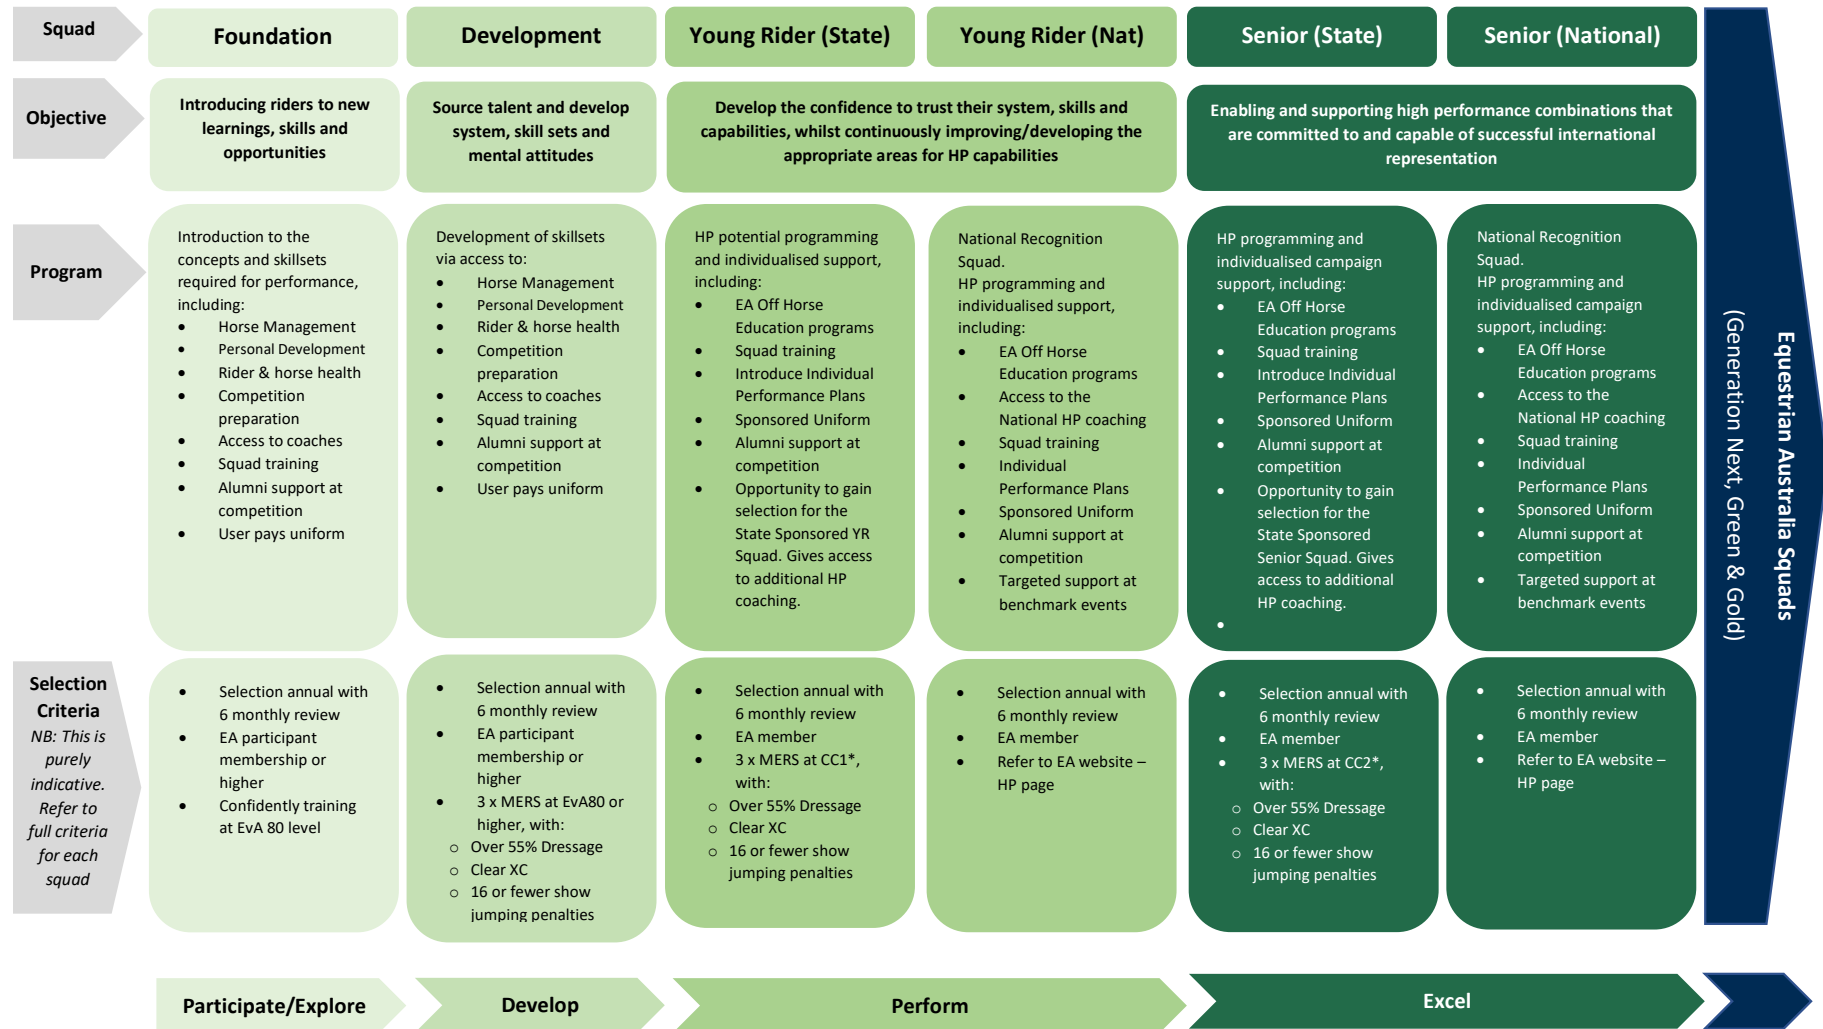 Squad
Foundation
Development
Young Rider (State)
Young Rider (Nat)
Senior (State)
Senior (National)
Objective
Introducing riders to new
learnings, skills and
opportunities
Source talent and develop
system, skill sets and
mental attitudes
Develop the confidence to trust their system, skills and
capabilities, whilst continuously improving/developing the
appropriate areas for HP capabilities
Enabling and supporting high performance combinations that
are committed to and capable of successful international
representation
Program
Introduction to the
concepts and skillsets
required for performance,
including:
• Horse Management
• Personal Development
• Rider & horse health
• Competition
preparation
• Access to coaches
• Squad training
• Alumni support at
competition
• User pays uniform
Development of skillsets
via access to:
• Horse Management
• Personal Development
• Rider & horse health
• Competition
preparation
• Access to coaches
• Squad training
• Alumni support at
competition
• User pays uniform
HP potential programming
and individualised support,
including:
• EA Off Horse
Education programs
• Squad training
• Introduce Individual
Performance Plans
• Sponsored Uniform
• Alumni support at
competition
• Opportunity to gain
selection for the
State Sponsored YR
Squad. Gives access
to additional HP
coaching.
National Recognition
Squad.
HP programming and
individualised support,
including:
• EA Off Horse
Education programs
• Access to the
National HP coaching
• Squad training
• Individual
Performance Plans
• Sponsored Uniform
• Alumni support at
competition
• Targeted support at
benchmark events
HP programming and
individualised campaign
support, including:
• EA Off Horse
Education programs
• Squad training
• Introduce Individual
Performance Plans
• Sponsored Uniform
• Alumni support at
competition
• Opportunity to gain
selection for the
State Sponsored
Senior Squad. Gives
access to additional
HP coaching.
•
National Recognition
Squad.
HP programming and
individualised campaign
support, including:
• EA Off Horse
Education programs
• Access to the
National HP coaching
• Squad training
• Individual
Performance Plans
• Sponsored Uniform
• Alumni support at
competition
• Targeted support at
benchmark events
Selection
Criteria
NB: This is
purely
indicative.
Refer to
full criteria
for each
squad
• Selection annual with
6 monthly review
• EA participant
membership or
higher
• Confidently training
at EvA 80 level
• Selection annual with
6 monthly review
• EA participant
membership or
higher
• 3 x MERS at EvA80 or
higher, with:
o Over 55% Dressage
o Clear XC
o 16 or fewer show
jumping penalties
• Selection annual with
6 monthly review
• EA member
• 3 x MERS at CC1*,
with:
o Over 55% Dressage
o Clear XC
o 16 or fewer show
jumping penalties
• Selection annual with
6 monthly review
• EA member
• Refer to EA website –
HP page
• Selection annual with
6 monthly review
• EA member
• 3 x MERS at CC2*,
with:
o Over 55% Dressage
o Clear XC
o 16 or fewer show
jumping penalties
• Selection annual with
6 monthly review
• EA member
• Refer to EA website –
HP page
Equestrian Australia Squads
(Generation Next, Green & Gold)
Participate/Explore
Develop
Perform
Excel